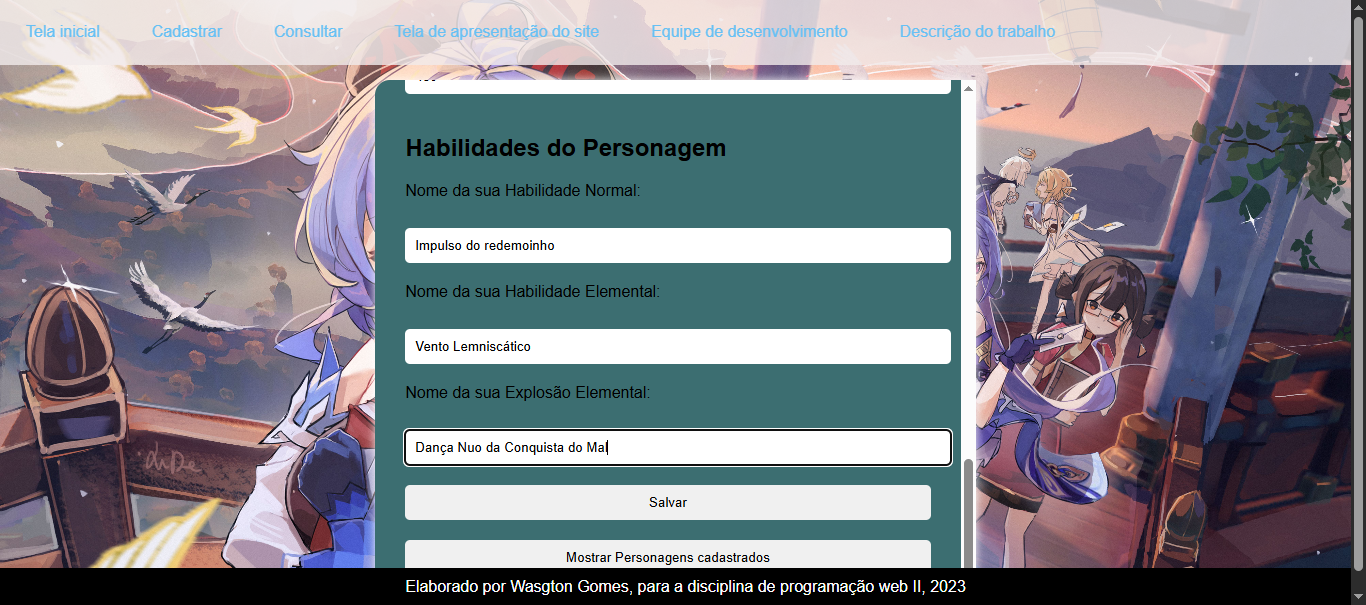 Tela inicial Cadastrar Consultar Tela de apresentação do site Equipe de desenvolvimento Descrição do trabalho
Habilidades do Personagem
Nome da sua Habilidade Normal:
Impulso do redemoinho
Nome da sua Habilidade Elemental:
Vento Lemniscático
Nome da sua Explosão Elemental:
Dança Nuo da Conquista do Mal
Salvar
Mostrar Personagens cadastrados
Elaborado por Wasgton Gomes, para a disciplina de programação web II, 2023